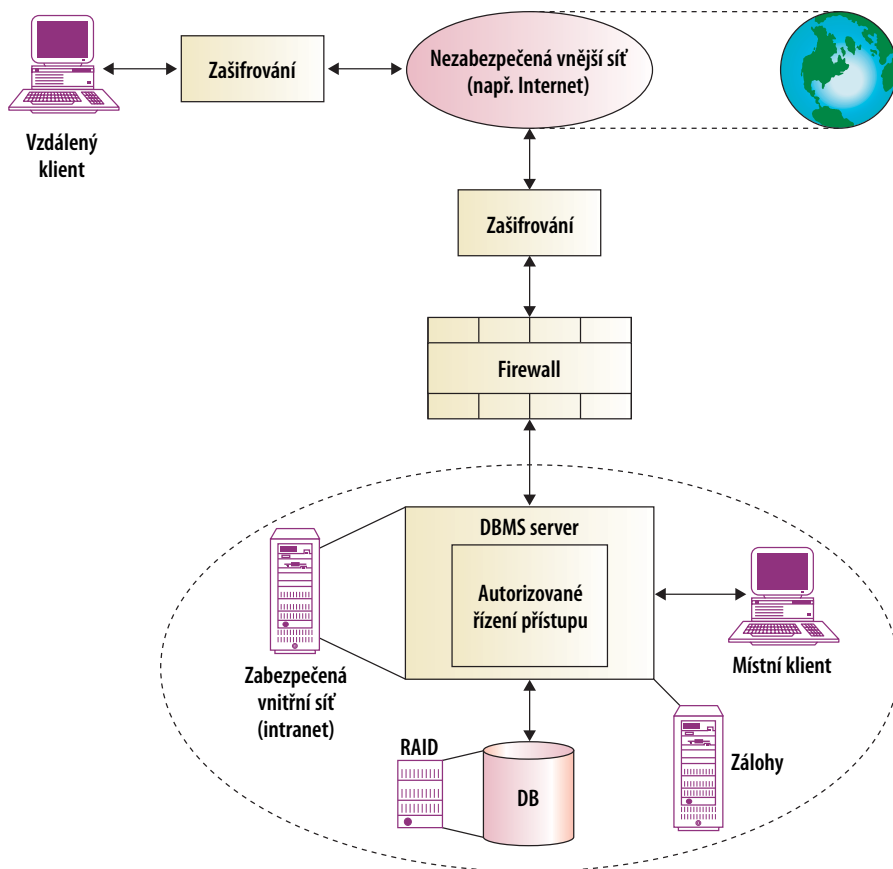 Zašifrování
Nezabezpečená vnější síť
(např. Internet)
Vzdálený
klient
Zašifrování
Firewall
DBMS server
Autorizované
řízení přístupu
Zabezpečená
vnitřní síť
(intranet)
Místní klient
RAID
DB
Zálohy